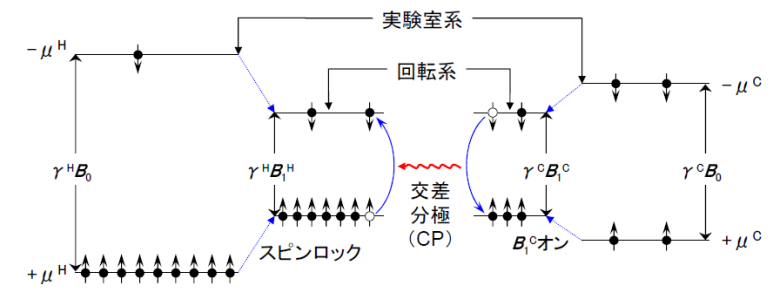 実験室系
回転系
−μH
−μC
γHB0
γHB1H
γCB1C
γCB0
交差
分極
(CP)
スピンロック
B1Cオン
+μH
+μC